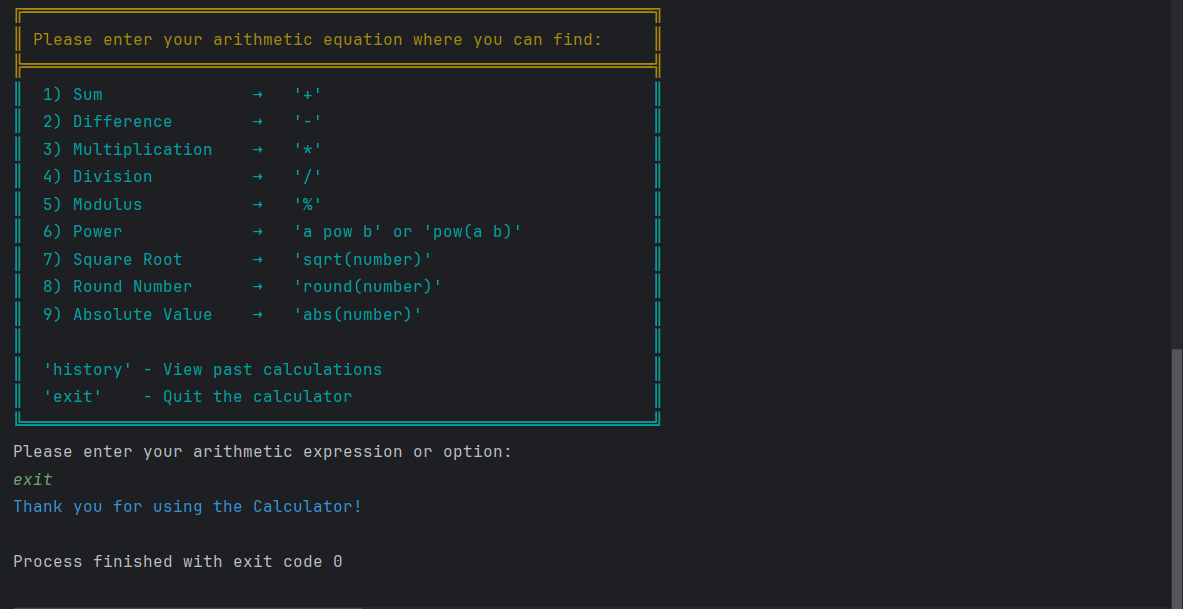 Please enter your arithmetic equation where you can find:
1) Sum → '+'
2) Difference → '-'
3) Multiplication → '*'
4) Division → '/'
5) Modulus → '%'
6) Power → 'a pow b' or 'pow(a b)'
7) Square Root → 'sqrt(number)'
8) Round Number → 'round(number)'
9) Absolute Value → 'abs(number)'
'history' - View past calculations
'exit' - Quit the calculator
Please enter your arithmetic expression or option:
exit
Thank you for using the Calculator!
Process finished with exit code 0